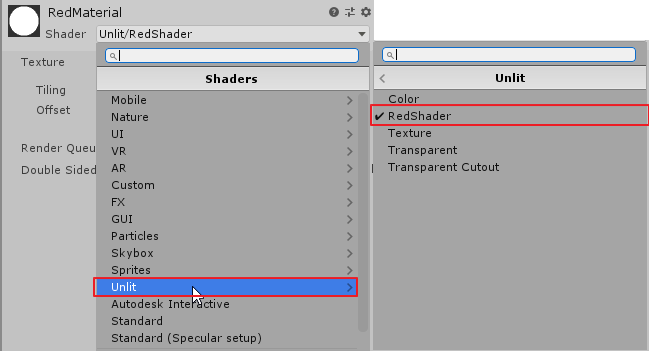 RedMaterial
Shader Unlit/RedShader
Texture
Tiling
Offset
Render Queu
Double Sided
Shaders
Mobile
Nature
UI
VR
AR
Custom
FX
GUI
Particles
Skybox
Sprites
Unlit
Autodesk Interactive
Standard
Standard (Specular setup)
Unlit
Color
RedShader
Texture
Transparent
Transparent Cutout